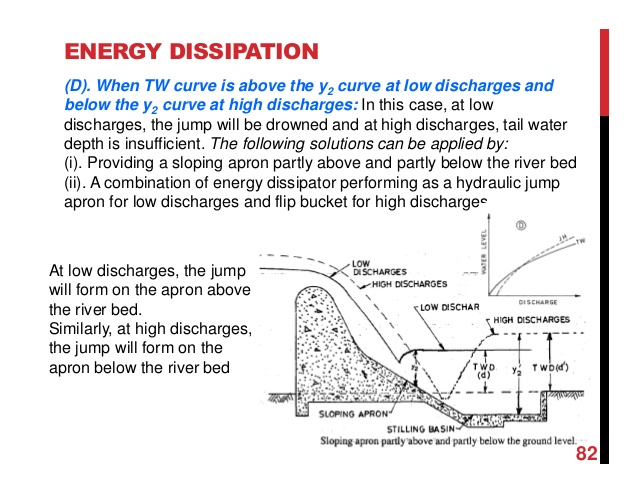 ENERGY DISSIPATION
(D). When TW curve is above the y2 curve at low discharges and
below the y2 curve at high discharges: In this case, at low
discharges, the jump will be drowned and at high discharges, tail water
depth is insufficient. The following solutions can be applied by:
(i). Providing a sloping apron partly above and partly below the river bed
(ii). A combination of energy dissipator performing as a hydraulic jump
apron for low discharges and flip bucket for high discharges
At low discharges, the jump
will form on the apron above
the river bed.
Similarly, at high discharges,
the jump will form on the
apron below the river bed
D
WATER LEVEL
TW
DISCHARGE
LOW
DISCHARGES
HIGH DISCHARGES
LOW DISCHAR
HIGH DISCHARGES
T W D
(d)
y2
T W D(d')
SLOPING APRON
STILLING BASIN
Sloping apron partly above and partly below the ground level.
82